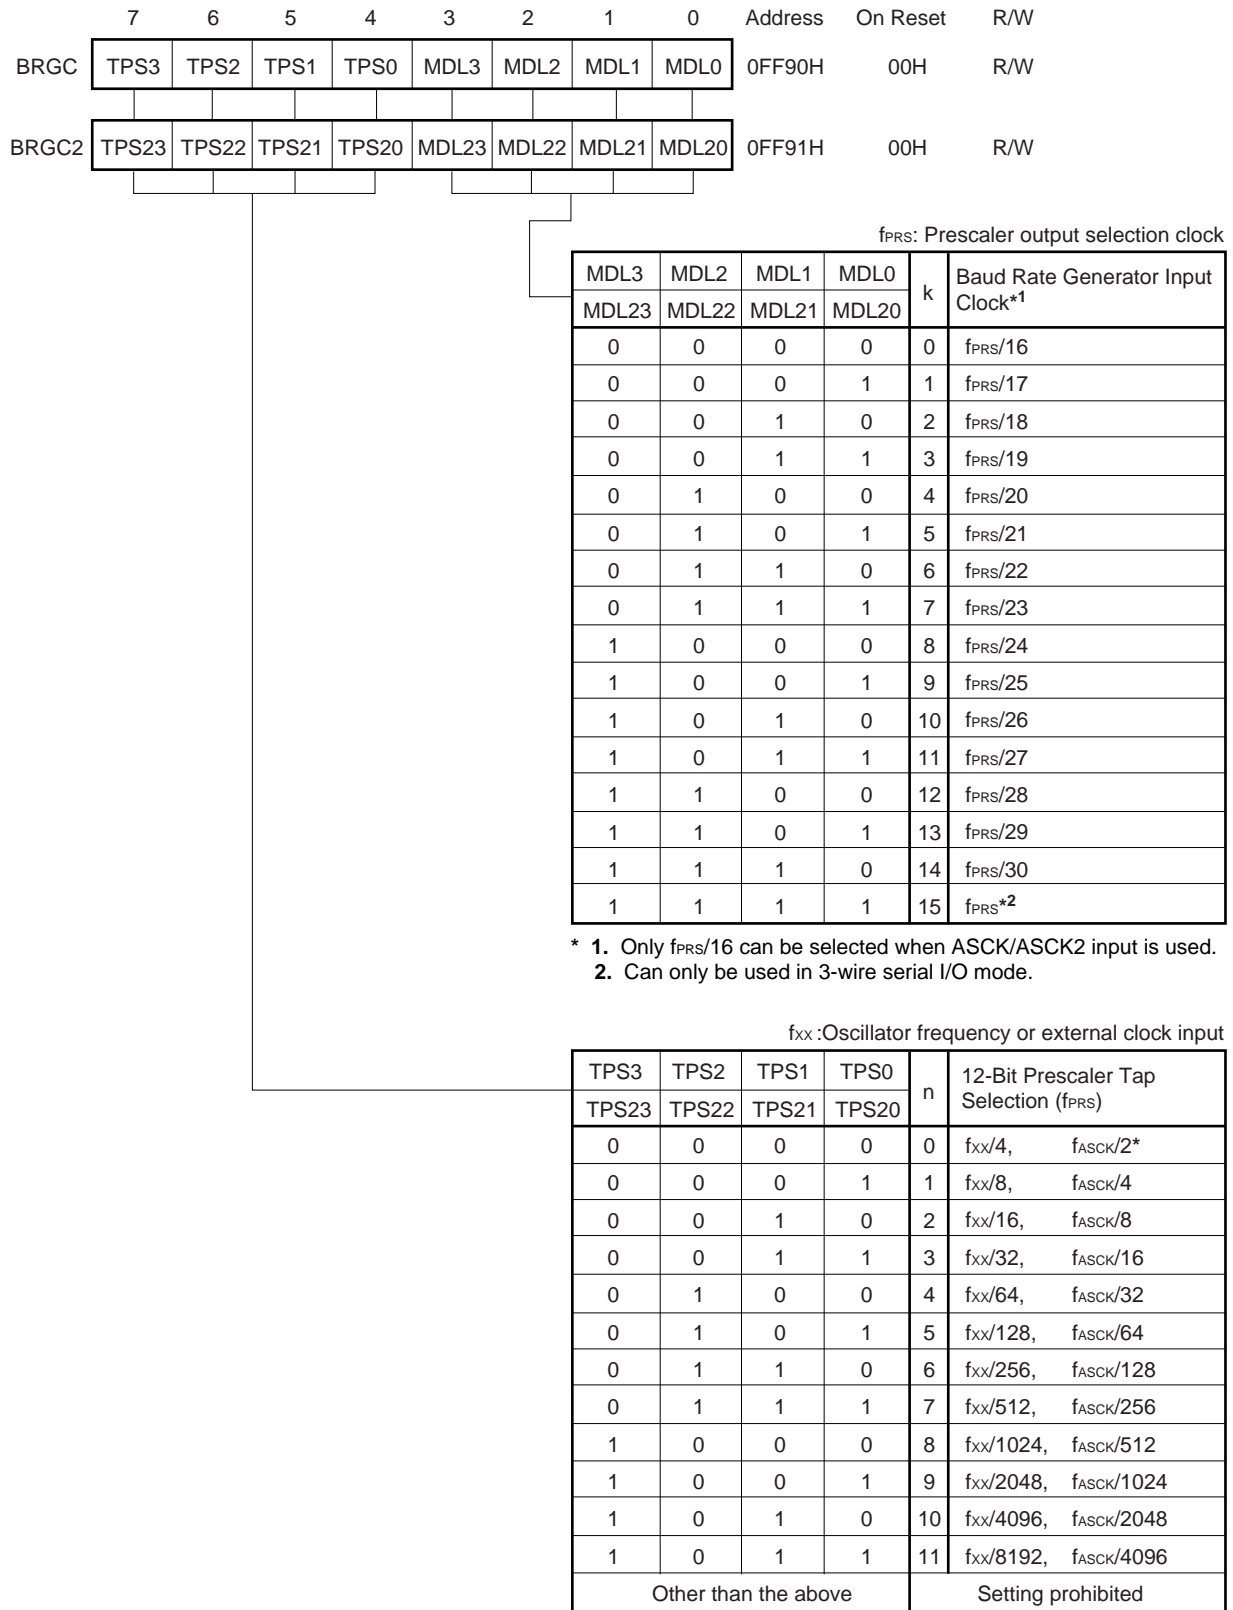 7 6 5 4 3 2 1 0 Address On Reset R/W
BRGC TPS3 TPS2 TPS1 TPS0 MDL3 MDL2 MDL1 MDL0 0FF90H 00H R/W
BRGC2 TPS23 TPS22 TPS21 TPS20 MDL23 MDL22 MDL21 MDL20 0FF91H 00H R/W
fPRS: Prescaler output selection clock
MDL3 MDL2 MDL1 MDL0 k Baud Rate Generator Input
MDL23 MDL22 MDL21 MDL20 Clock*1
0 0 0 0 0 fPRS/16
0 0 0 1 1 fPRS/17
0 0 1 0 2 fPRS/18
0 0 1 1 3 fPRS/19
0 1 0 0 4 fPRS/20
0 1 0 1 5 fPRS/21
0 1 1 0 6 fPRS/22
0 1 1 1 7 fPRS/23
1 0 0 0 8 fPRS/24
1 0 0 1 9 fPRS/25
1 0 1 0 10 fPRS/26
1 0 1 1 11 fPRS/27
1 1 0 0 12 fPRS/28
1 1 0 1 13 fPRS/29
1 1 1 0 14 fPRS/30
1 1 1 1 15 fPRS*2
* 1. Only fPRS/16 can be selected when ASCK/ASCK2 input is used.
2. Can only be used in 3-wire serial I/O mode.
fXX :Oscillator frequency or external clock input
TPS3 TPS2 TPS1 TPS0 n 12-Bit Prescaler Tap
TPS23 TPS22 TPS21 TPS20 Selection (fPRS)
0 0 0 0 0 fXX/4, fASCK/2*
0 0 0 1 1 fXX/8, fASCK/4
0 0 1 0 2 fXX/16, fASCK/8
0 0 1 1 3 fXX/32, fASCK/16
0 1 0 0 4 fXX/64, fASCK/32
0 1 0 1 5 fXX/128, fASCK/64
0 1 1 0 6 fXX/256, fASCK/128
0 1 1 1 7 fXX/512, fASCK/256
1 0 0 0 8 fXX/1024, fASCK/512
1 0 0 1 9 fXX/2048, fASCK/1024
1 0 1 0 10 fXX/4096, fASCK/2048
1 0 1 1 11 fXX/8192, fASCK/4096
Other than the above Setting prohibited